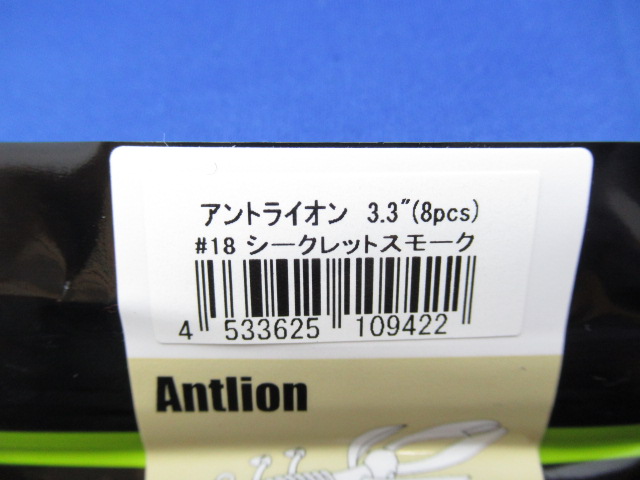 アントライオン 3.3"(8pcs)
#18 シークレットスモーク
4 533625 109422
Antlion